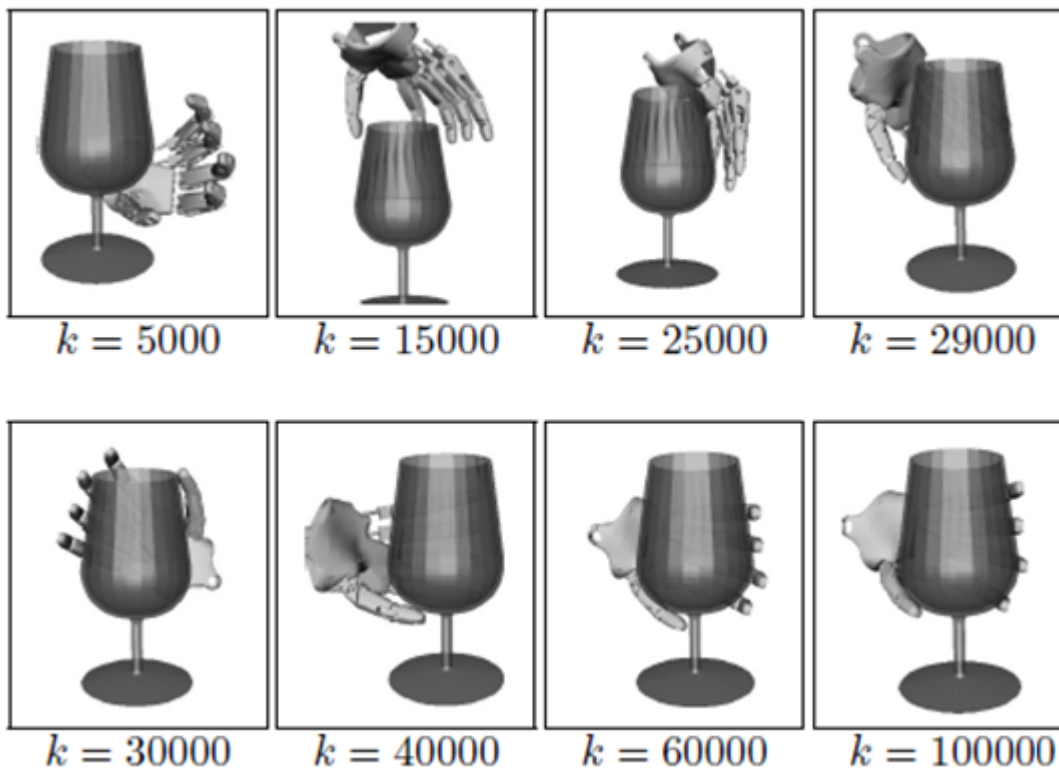 k = 5000
k = 15000
k = 25000
k = 29000
k = 30000
k = 40000
k = 60000
k = 100000